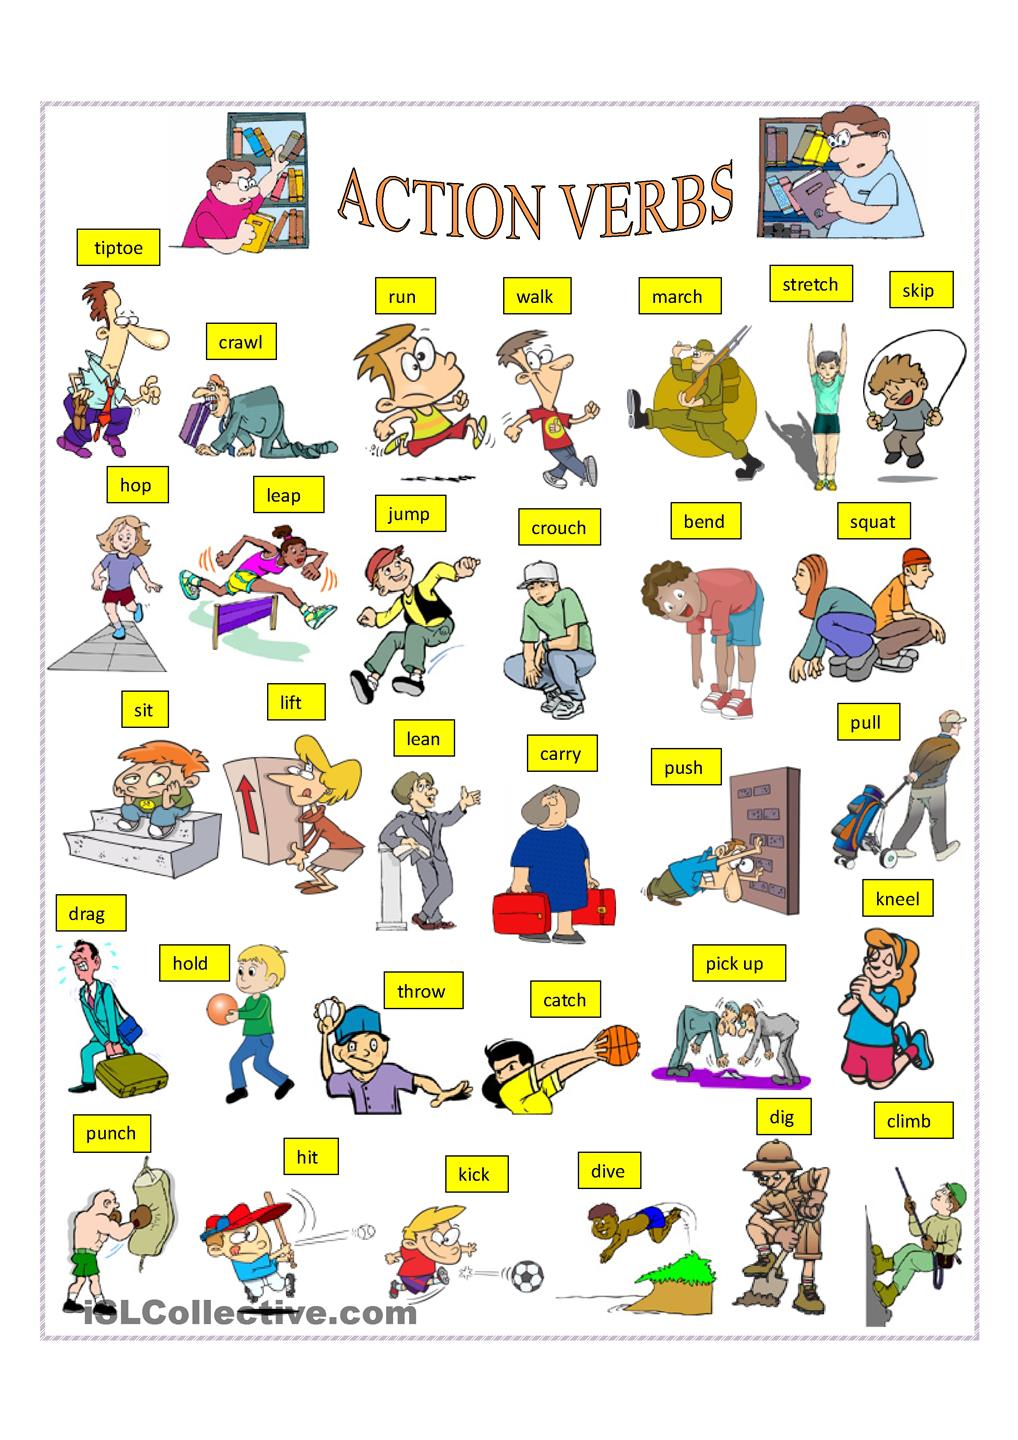 ACTION VERBS
tiptoe
crawl
run
walk
march
stretch
skip
hop
leap
jump
crouch
bend
squat
sit
lift
lean
carry
push
pull
drag
hold
throw
catch
pick up
kneel
punch
hit
kick
dive
dig
climb
iSLCollective.com